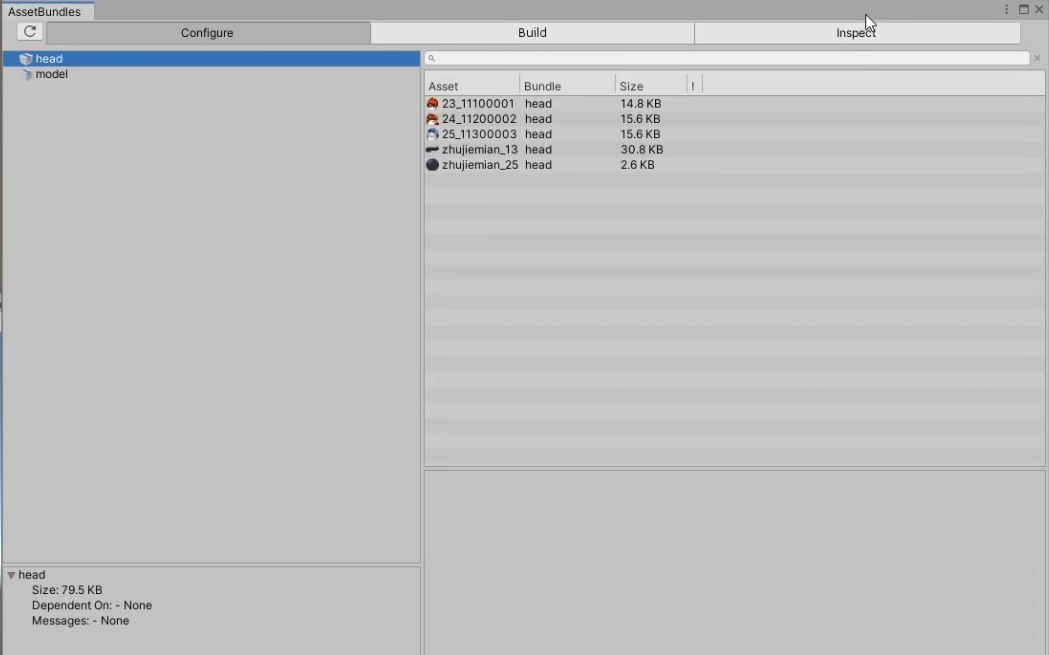 AssetBundles
Configure Build Inspect
head
model
Asset Bundle Size !
23_11100001 head 14.8 KB
24_11200002 head 15.6 KB
25_11300003 head 15.6 KB
zhujiemian_13 head 30.8 KB
zhujiemian_25 head 2.6 KB
head
Size: 79.5 KB
Dependent On: - None
Messages: - None